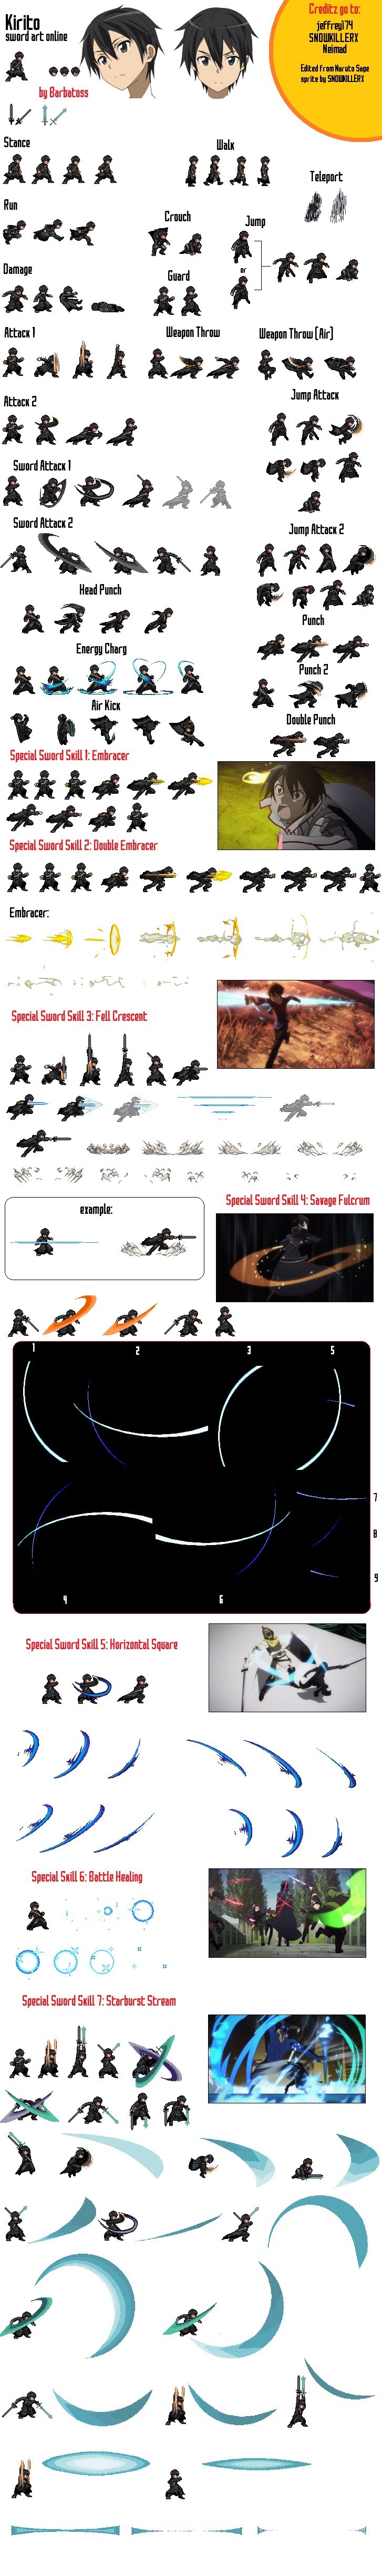 Kirito
sword art online
by Barbatoss
Creditz go to:
jeffrey174
SNOWKILLERX
Neimad
Edited from Naruto Sage
sprite by SNOWKILLERX
Stance
Walk
Teleport
Run
Crouch
Jump
or
Damage
Guard
Attack 1
Weapon Throw
Weapon Throw (Air)
Attack 2
Jump Attack
Sword Attack 1
Sword Attack 2
Jump Attack 2
Head Punch
Punch
Energy Charg
Punch 2
Air Kick
Double Punch
Special Sword Skill 1: Embracer
Special Sword Skill 2: Double Embracer
Embracer:
Special Sword Skill 3: Fell Crescent
Special Sword Skill 4: Savage Fulcrum
example:
1
2
3
5
7
8
9
4
6
Special Sword Skill 5: Horizontal Square
Special Skill 6: Battle Healing
Special Sword Skill 7: Starburst Stream